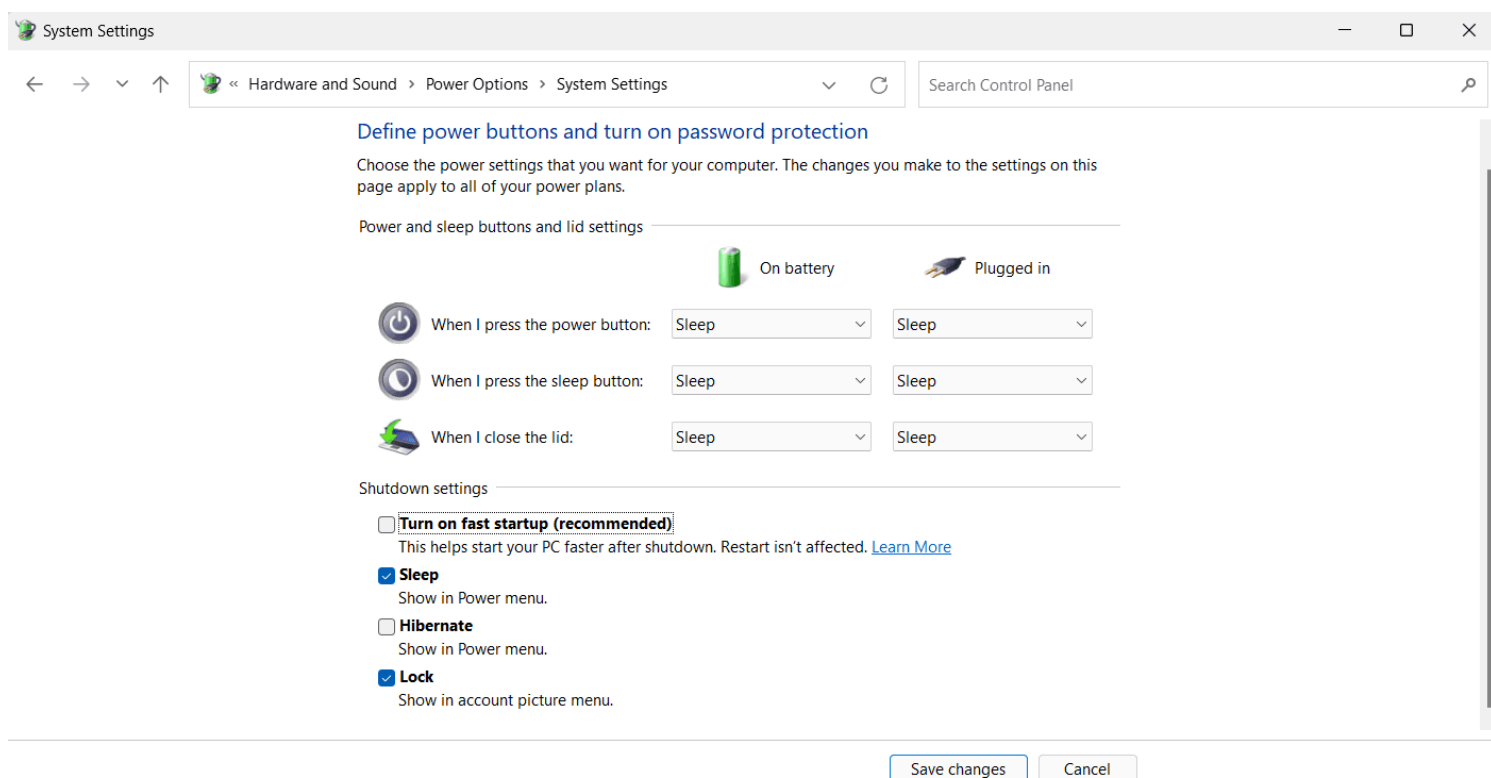 System Settings
« Hardware and Sound > Power Options > System Settings
Search Control Panel
Define power buttons and turn on password protection
Choose the power settings that you want for your computer. The changes you make to the settings on this
page apply to all of your power plans.
Power and sleep buttons and lid settings
On battery Plugged in
When I press the power button: Sleep Sleep
When I press the sleep button: Sleep Sleep
When I close the lid: Sleep Sleep
Shutdown settings
Turn on fast startup (recommended)
This helps start your PC faster after shutdown. Restart isn't affected. Learn More
Sleep
Show in Power menu.
Hibernate
Show in Power menu.
Lock
Show in account picture menu.
Save changes Cancel